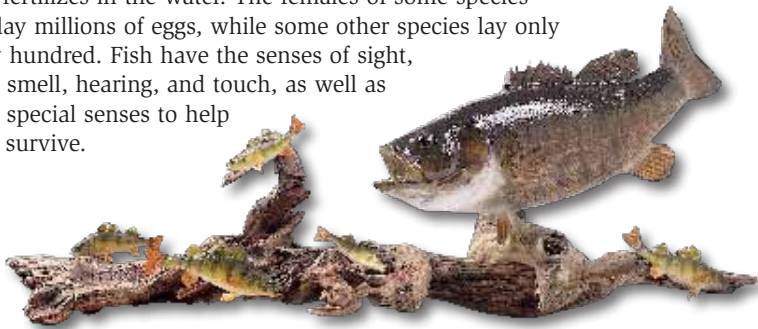 fertilizes in the water. The females of some species
lay millions of eggs, while some other species lay only
hundred. Fish have the senses of sight,
smell, hearing, and touch, as well as
special senses to help
survive.